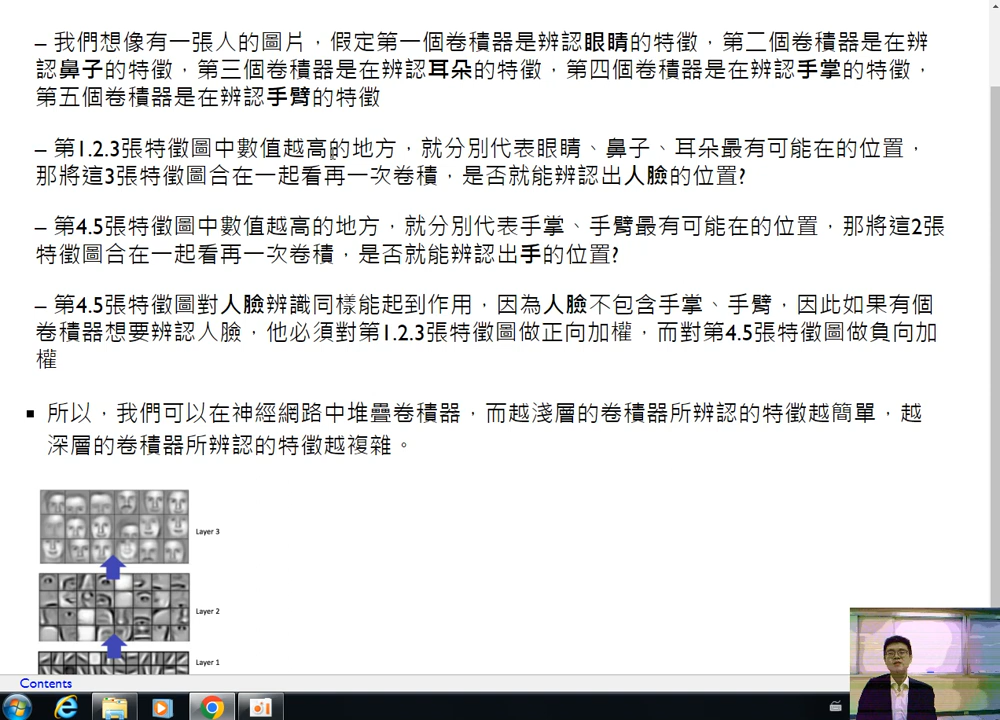 – 我們想像有一張人的圖片，假定第一個卷積器是辨認眼睛的特徵，第二個卷積器是在辨
認鼻子的特徵，第三個卷積器是在辨認耳朵的特徵，第四個卷積器是在辨認手掌的特徵，
第五個卷積器是在辨認手臂的特徵
– 第1.2.3張特徵圖中數值越高的地方，就分別代表眼睛、鼻子、耳朵最有可能在的位置，
那將這3張特徵圖合在一起看再一次卷積，是否就能辨認出人臉的位置?
– 第4.5張特徵圖中數值越高的地方，就分別代表手掌、手臂最有可能在的位置，那將這2張
特徵圖合在一起看再一次卷積，是否就能辨認出手的位置?
– 第4.5張特徵圖對人臉辨識同樣能起到作用，因為人臉不包含手掌、手臂，因此如果有個
卷積器想要辨認人臉，他必須對第1.2.3張特徵圖做正向加權，而對第4.5張特徵圖做負向加
權
▪ 所以，我們可以在神經網路中堆疊卷積器，而越淺層的卷積器所辨認的特徵越簡單，越
深層的卷積器所辨認的特徵越複雜。
Layer 3
Layer 2
Layer 1
Contents